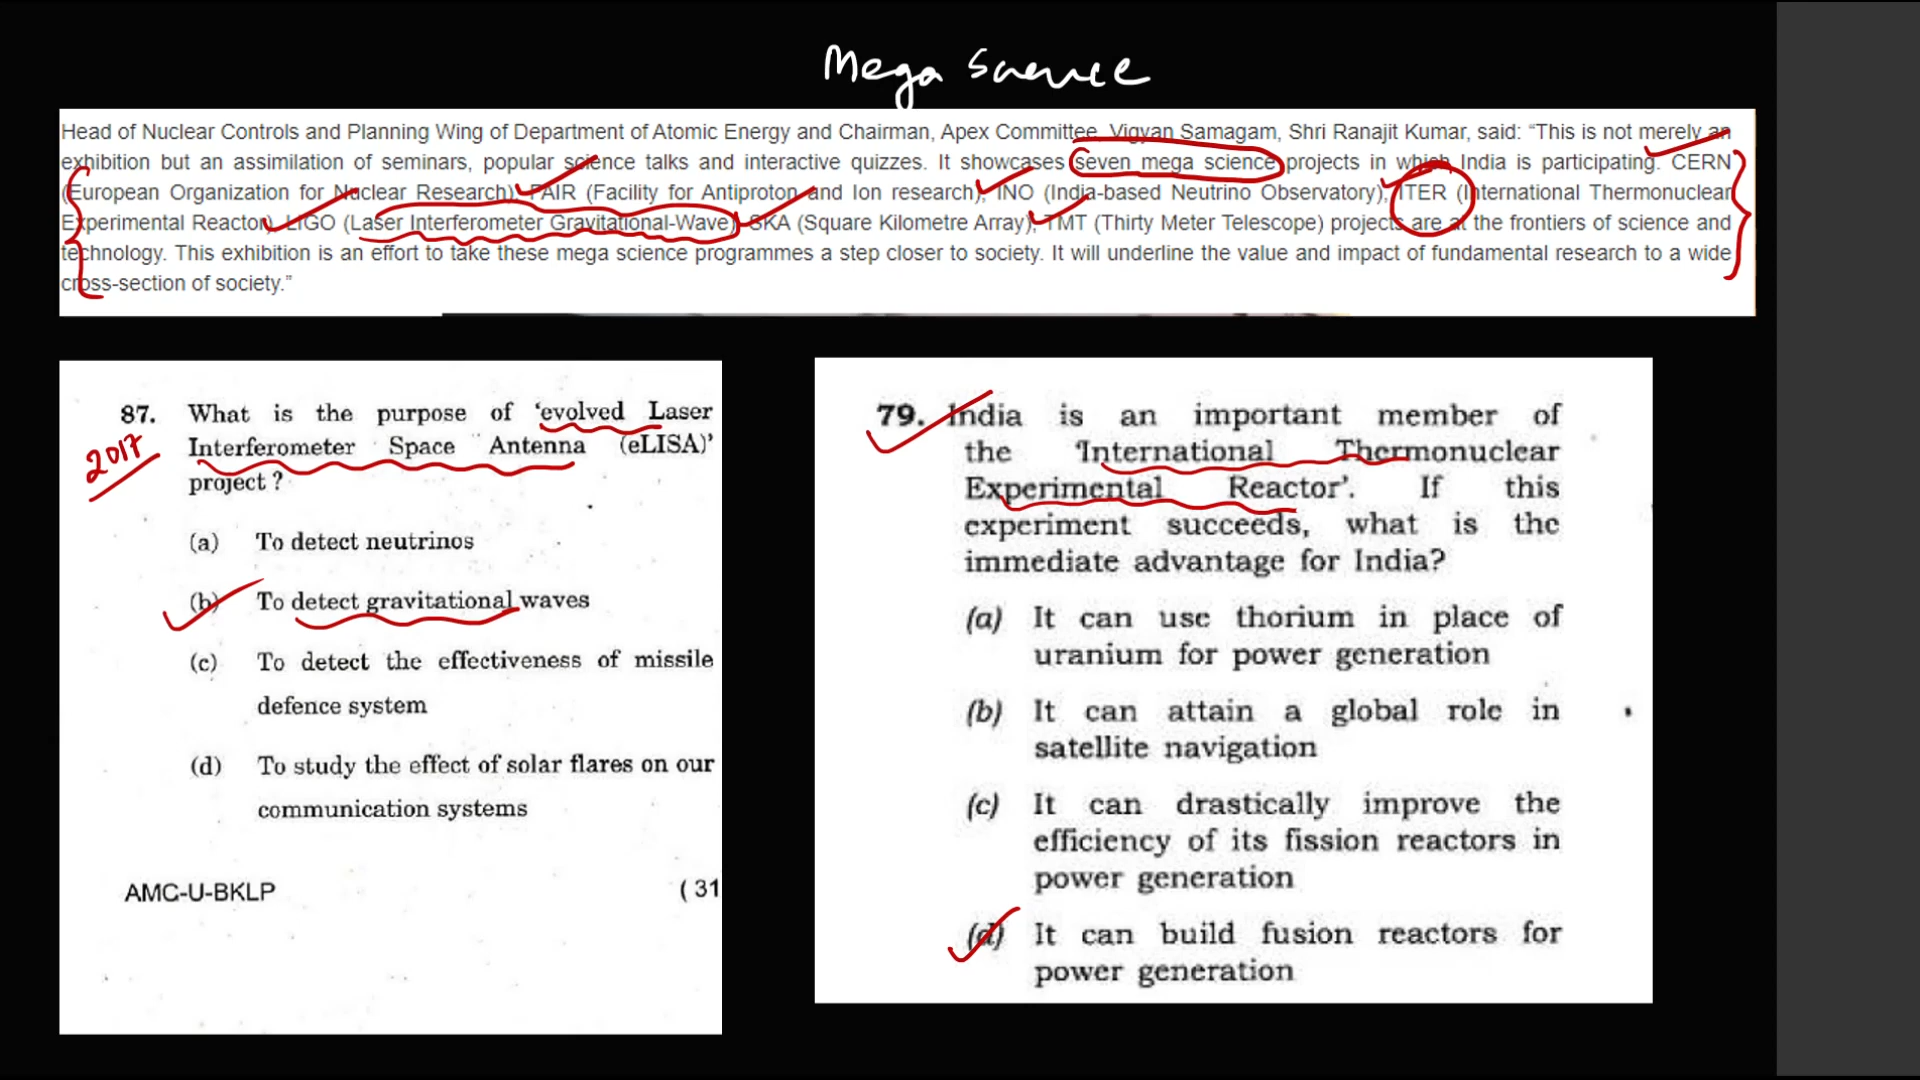 Mega Science
Head of Nuclear Controls and Planning Wing of Department of Atomic Energy and Chairman, Apex Committee, Vigyan Samagam, Shri Ranajit Kumar, said: “This is not merely an
exhibition but an assimilation of seminars, popular science talks and interactive quizzes. It showcases seven mega science projects in which India is participating. CERN
(European Organization for Nuclear Research), FAIR (Facility for Antiproton and Ion research), INO (India-based Neutrino Observatory), ITER (International Thermonuclear
Experimental Reactor), LIGO (Laser Interferometer Gravitational-Wave), SKA (Square Kilometre Array), TMT (Thirty Meter Telescope) projects are at the frontiers of science and
technology. This exhibition is an effort to take these mega science programmes a step closer to society. It will underline the value and impact of fundamental research to a wide
cross-section of society.”
87. What is the purpose of ‘evolved Laser
Interferometer Space Antenna (eLISA)’
project ?
2017
(a) To detect neutrinos
(b) To detect gravitational waves
(c) To detect the effectiveness of missile
defence system
(d) To study the effect of solar flares on our
communication systems
AMC-U-BKLP (31
79. India is an important member of
the ‘International Thermonuclear
Experimental Reactor’. If this
experiment succeeds, what is the
immediate advantage for India?
(a) It can use thorium in place of
uranium for power generation
(b) It can attain a global role in
satellite navigation
(c) It can drastically improve the
efficiency of its fission reactors in
power generation
(d) It can build fusion reactors for
power generation